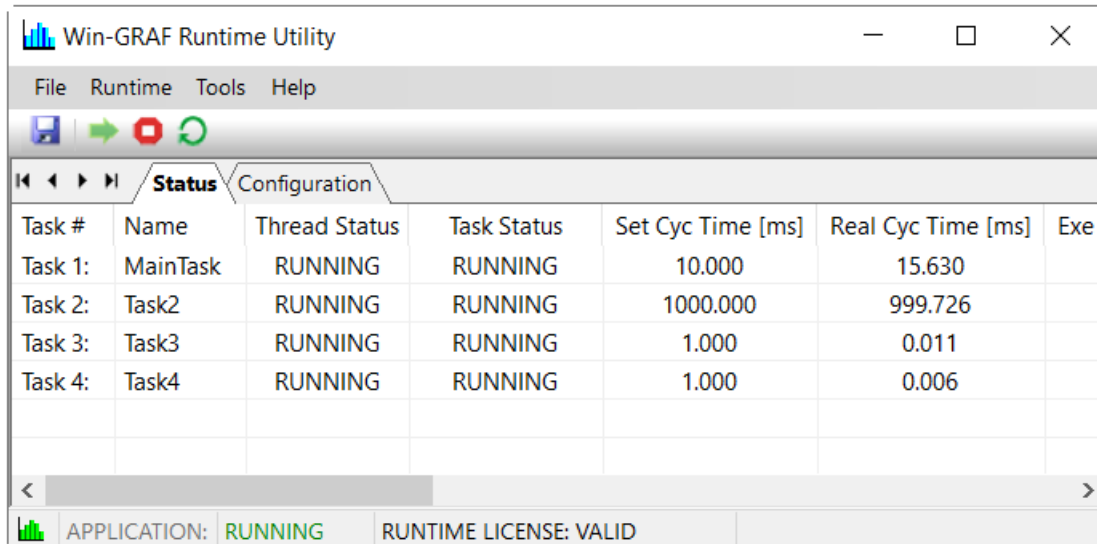 Win-GRAF Runtime Utility
File Runtime Tools Help
Status Configuration
Task # Name Thread Status Task Status Set Cyc Time [ms] Real Cyc Time [ms] Exe
Task 1: MainTask RUNNING RUNNING 10.000 15.630
Task 2: Task2 RUNNING RUNNING 1000.000 999.726
Task 3: Task3 RUNNING RUNNING 1.000 0.011
Task 4: Task4 RUNNING RUNNING 1.000 0.006
APPLICATION: RUNNING RUNTIME LICENSE: VALID